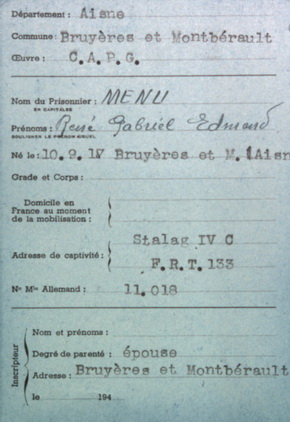 Département : Aisne
Commune : Bruyères et Montbérault
Œuvre : C.A.P.G.
Nom du Prisonnier : MENU
EN CAPITALES
Prénoms : René Gabriel Edmond
SOULIGNER LE PRÉNOM USUEL
Né le : 10.9.17 Bruyères et M.(Aisn
Grade et Corps :
Domicile en
France au moment
de la mobilisation :
Stalag IV C
Adresse de captivité :
F.R.T.133
No Mle Allemand : 11.018
Inscripteur
Nom et prénoms :
Degré de parenté : épouse
Adresse : Bruyères et Montbérault
le 194